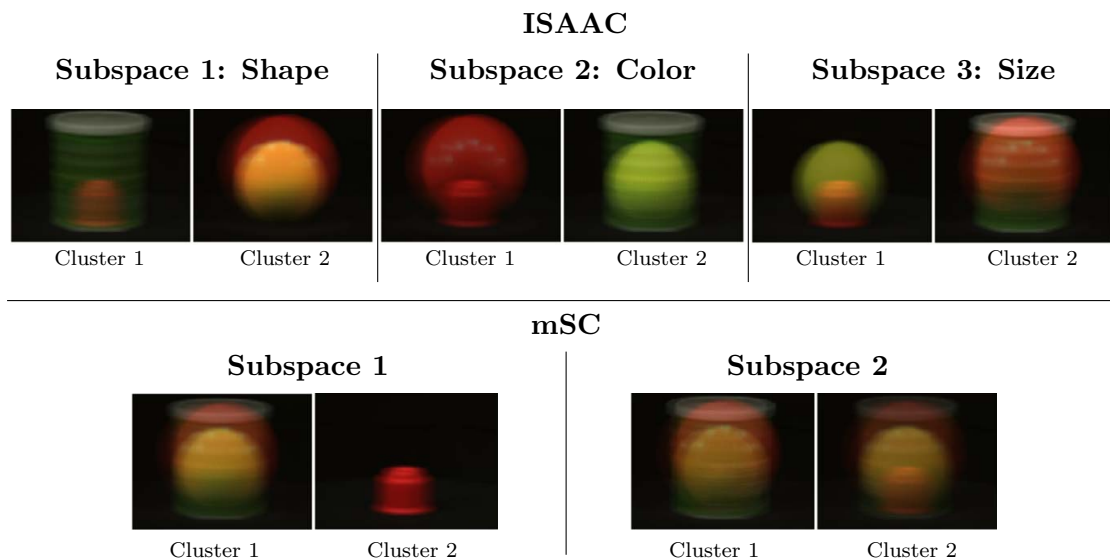 ISAAC
Subspace 1: Shape
Subspace 2: Color
Subspace 3: Size
Cluster 1
Cluster 2
Cluster 1
Cluster 2
Cluster 1
Cluster 2
mSC
Subspace 1
Subspace 2
Cluster 1
Cluster 2
Cluster 1
Cluster 2